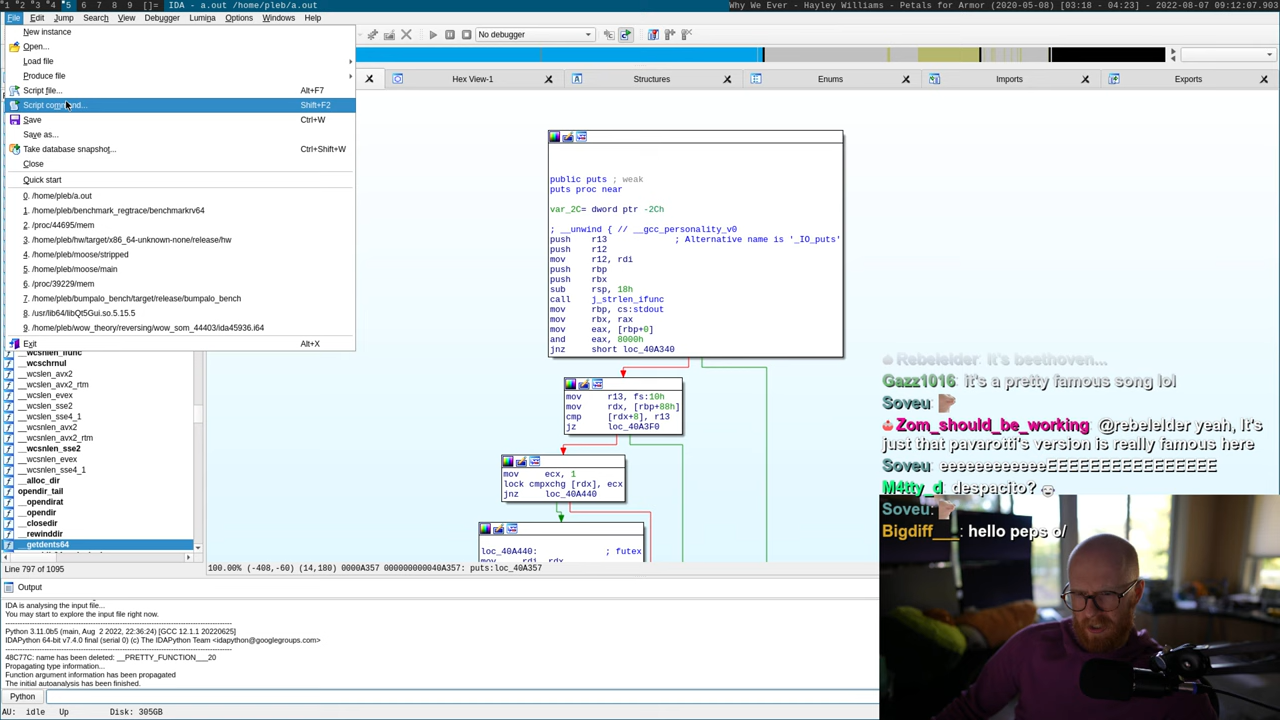 1 2 3 4 5 6 7 8 9 []= IDA - a.out /home/pleb/a.out
Why We Ever - Hayley Williams - Petals for Armor (2020-05-08) [03:18 - 04:23] - 2022-08-07 09:12:07.903
File Edit Jump Search View Debugger Lumina Options Windows Help
New instance
Open...
Load file
Produce file
Script file... Alt+F7
Script command... Shift+F2
Save Ctrl+W
Save as...
Take database snapshot... Ctrl+Shift+W
Close
Quick start
0. /home/pleb/a.out
1. /home/pleb/benchmark_regtrace/benchmarkrv64
2. /proc/44695/mem
3. /home/pleb/hw/target/x86_64-unknown-none/release/hw
4. /home/pleb/moose/stripped
5. /home/pleb/moose/main
6. /proc/39229/mem
7. /home/pleb/bumpalo_bench/target/release/bumpalo_bench
8. /usr/lib64/libQt5Gui.so.5.15.5
9. /home/pleb/wow_theory/reversing/wow_som_44403/ida45936.i64
Exit Alt+X
No debugger
Hex View-1 Structures Enums Imports Exports
__wcsnlen_ifunc
__wcschrnul
__wcslen_avx2
__wcslen_avx2_rtm
__wcslen_evex
__wcslen_sse2
__wcslen_sse4_1
__wcsnlen_avx2
__wcsnlen_avx2_rtm
__wcsnlen_sse2
__wcsnlen_evex
__wcsnlen_sse4_1
__alloc_dir
opendir_tail
__opendirat
__opendir
__closedir
__rewinddir
__getdents64
Line 797 of 1095
public puts ; weak
puts proc near
var_2C= dword ptr -2Ch
; __unwind { // __gcc_personality_v0
push r13 ; Alternative name is '_IO_puts'
push r12
mov r12, rdi
push rbp
push rbx
sub rsp, 18h
call j_strlen_ifunc
mov rbp, cs:stdout
mov rbx, rax
mov eax, [rbp+0]
and eax, 8000h
jnz short loc_40A340
mov r13, fs:10h
mov rdx, [rbp+88h]
cmp [rdx+8], r13
jz loc_40A3F0
mov ecx, 1
lock cmpxchg [rdx], ecx
jnz loc_40A440
loc_40A440: ; futex
100.00% (-408,-60) (14,180) 0000A357 000000000040A357: puts:loc_40A357
Output
IDA is analysing the input file...
You may start to explore the input file right now.
Python 3.11.0b5 (main, Aug 2 2022, 22:36:24) [GCC 12.1.1 20220625]
IDAPython 64-bit v7.4.0 final (serial 0) (c) The IDAPython Team <idapython@googlegroups.com>
48C77C: name has been deleted: __PRETTY_FUNCTION___20
Propagating type information...
Function argument information has been propagated
The initial autoanalysis has been finished.
Python
AU: idle Up Disk: 305GB
Rebelelder: It's beethoven...
Gazz1016: it's a pretty famous song lol
Soveu:
Zom_should_be_working: @rebelelder yeah, It's
just that pavarotti's version is really famous here
Soveu: eeeeeeeeeeeEEEEEEEEEEEEEEEEE
M4tty_d: despacito?
Soveu:
Bigdiff___: hello peps o/